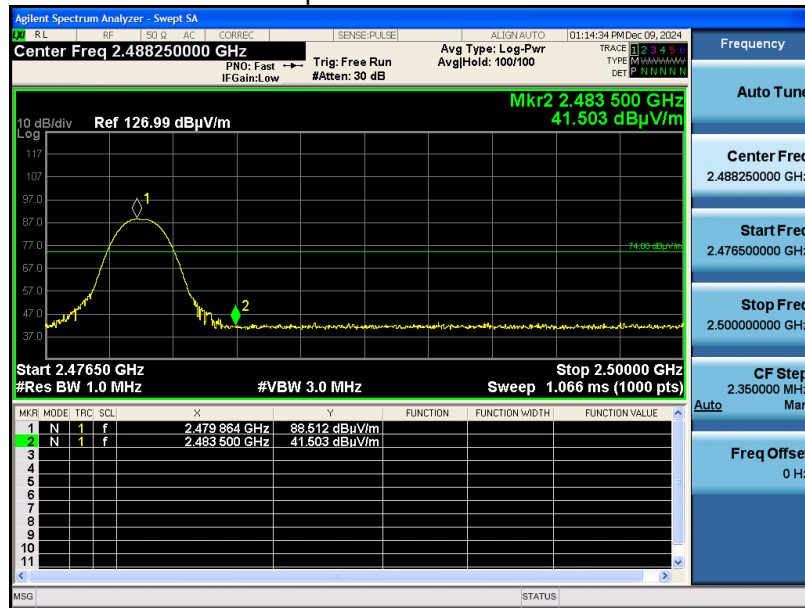 Agilent Spectrum Analyzer - Swept SA
LXI RL RF 50 Ω AC CORREC SENSE:PULSE ALIGN AUTO 01:14:34 PM Dec 09, 2024
Center Freq 2.488250000 GHz
PNO: Fast
IFGain:Low
Trig: Free Run
#Atten: 30 dB
Avg Type: Log-Pwr
Avg|Hold: 100/100
TRACE 1 2 3 4 5 6
TYPE M WWWWW
DET P N N N N N
Mkr2 2.483 500 GHz
41.503 dBµV/m
10 dB/div Ref 126.99 dBµV/m
Log
117
107
97.0
87.0
77.0
67.0
57.0
47.0
37.0
1
74.00 dBµV/m
2
Start 2.47650 GHz Stop 2.50000 GHz
#Res BW 1.0 MHz #VBW 3.0 MHz Sweep 1.066 ms (1000 pts)
MKR MODE TRC SCL X Y FUNCTION FUNCTION WIDTH FUNCTION VALUE
1 N 1 f 2.479 864 GHz 88.512 dBµV/m
2 N 1 f 2.483 500 GHz 41.503 dBµV/m
3
4
5
6
7
8
9
10
11
MSG STATUS
Frequency
Auto Tune
Center Freq
2.488250000 GHz
Start Freq
2.476500000 GHz
Stop Freq
2.500000000 GHz
CF Step
2.350000 MHz
Auto Man
Freq Offset
0 Hz